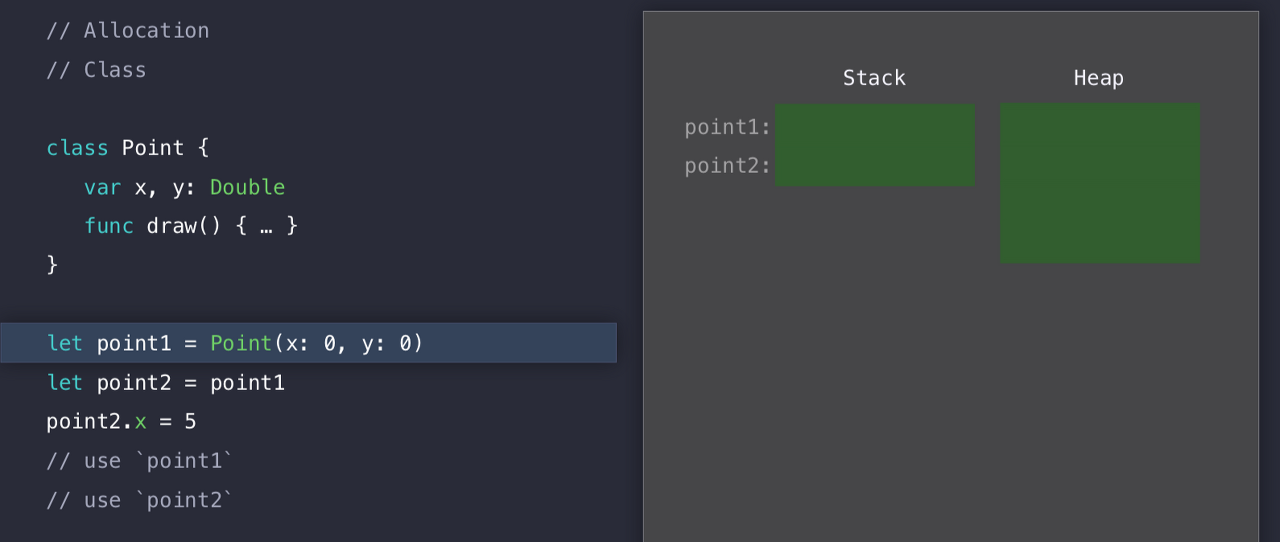 // Allocation
// Class
class Point {
var x, y: Double
func draw() { … }
}
let point1 = Point(x: 0, y: 0)
let point2 = point1
point2.x = 5
// use `point1`
// use `point2`
Stack Heap
point1:
point2: